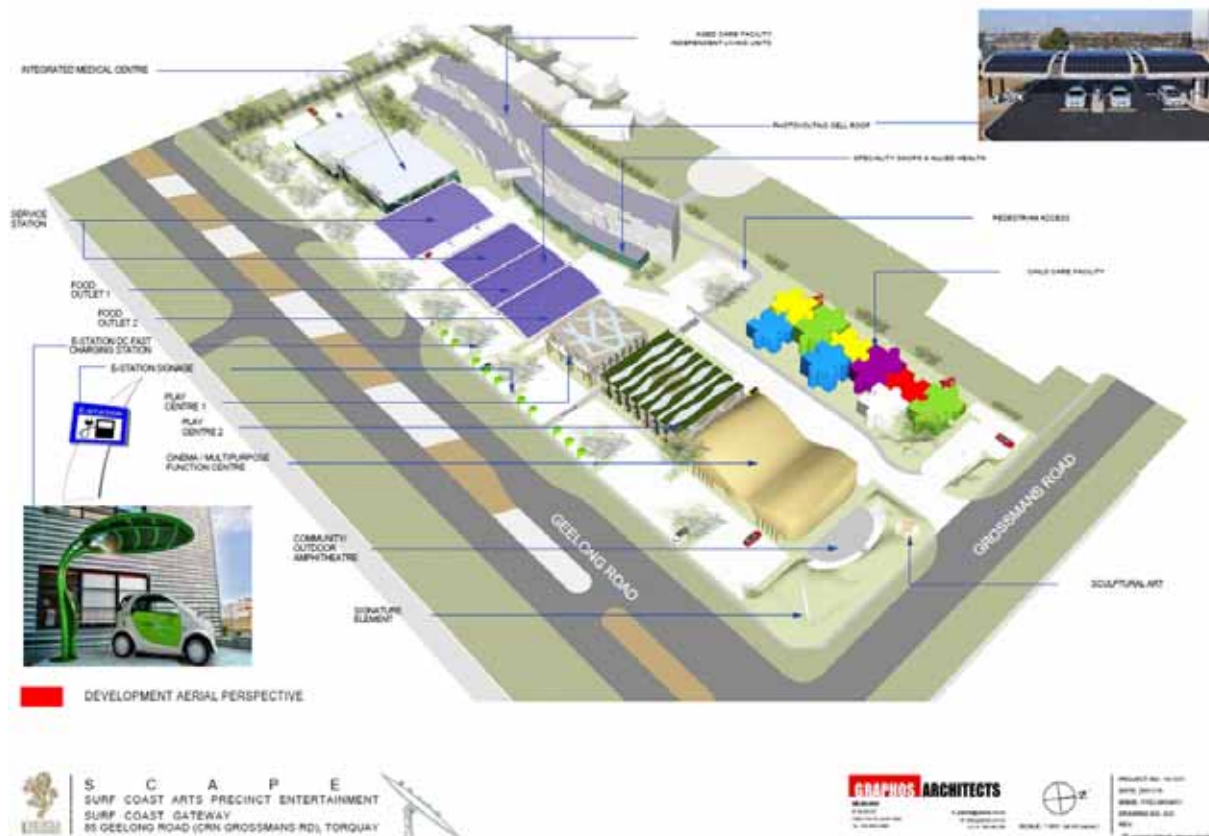 AGED CARE FACILITY
INDEPENDENT LIVING UNITS
INTEGRATED MEDICAL CENTRE
PHOTOVOLTAIC CELL ROOF
SPECIALITY SHOPS & ALLIED HEALTH
SERVICE
STATION
PEDESTRIAN ACCESS
CHILD CARE FACILITY
FOOD
OUTLET 1
FOOD
OUTLET 2
E-STATION DC FAST
CHARGING STATION
E-STATION SIGNAGE
PLAY
CENTRE 1
PLAY
CENTRE 2
CINEMA / MULTIPURPOSE
FUNCTION CENTRE
GEELONG ROAD
GROSSMANS ROAD
COMMUNITY/
OUTDOOR
AMPHITHEATRE
SCULPTURAL ART
SIGNATURE
ELEMENT
DEVELOPMENT AERIAL PERSPECTIVE
S C A P E
SURF COAST ARTS PRECINCT ENTERTAINMENT
SURF COAST GATEWAY
85 GEELONG ROAD (CRN GROSSMANS RD), TORQUAY
GRAPHOS ARCHITECTS